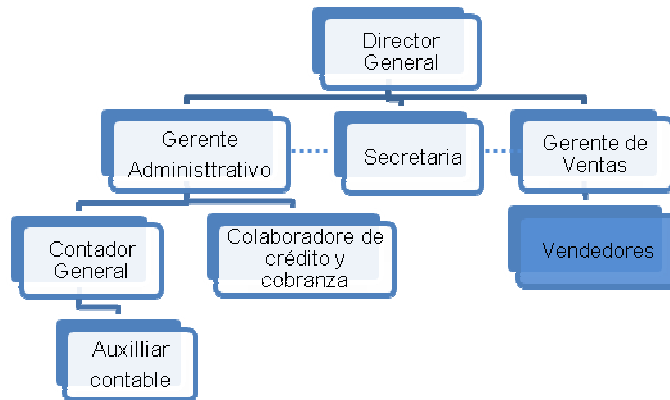 Director
General
Gerente
Administtrativo
Secretaria
Gerente de
Ventas
Contador
General
Colaboradore de
crédito y
cobranza
Vendedores
Auxilliar
contable